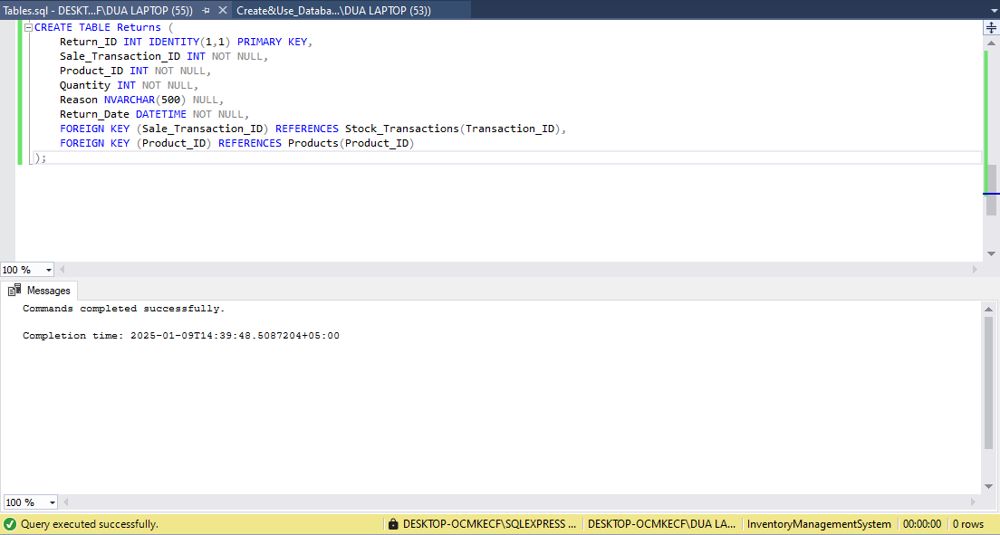 Tables.sql - DESKT...F\DUA LAPTOP (55)) Create&Use_Databa...\DUA LAPTOP (53))
CREATE TABLE Returns (
Return_ID INT IDENTITY(1,1) PRIMARY KEY,
Sale_Transaction_ID INT NOT NULL,
Product_ID INT NOT NULL,
Quantity INT NOT NULL,
Reason NVARCHAR(500) NULL,
Return_Date DATETIME NOT NULL,
FOREIGN KEY (Sale_Transaction_ID) REFERENCES Stock_Transactions(Transaction_ID),
FOREIGN KEY (Product_ID) REFERENCES Products(Product_ID)
);
100 %
Messages
Commands completed successfully.
Completion time: 2025-01-09T14:39:48.5087204+05:00
100 %
Query executed successfully. DESKTOP-OCMKECF\SQLEXPRESS ... DESKTOP-OCMKECF\DUA LA... InventoryManagementSystem 00:00:00 0 rows